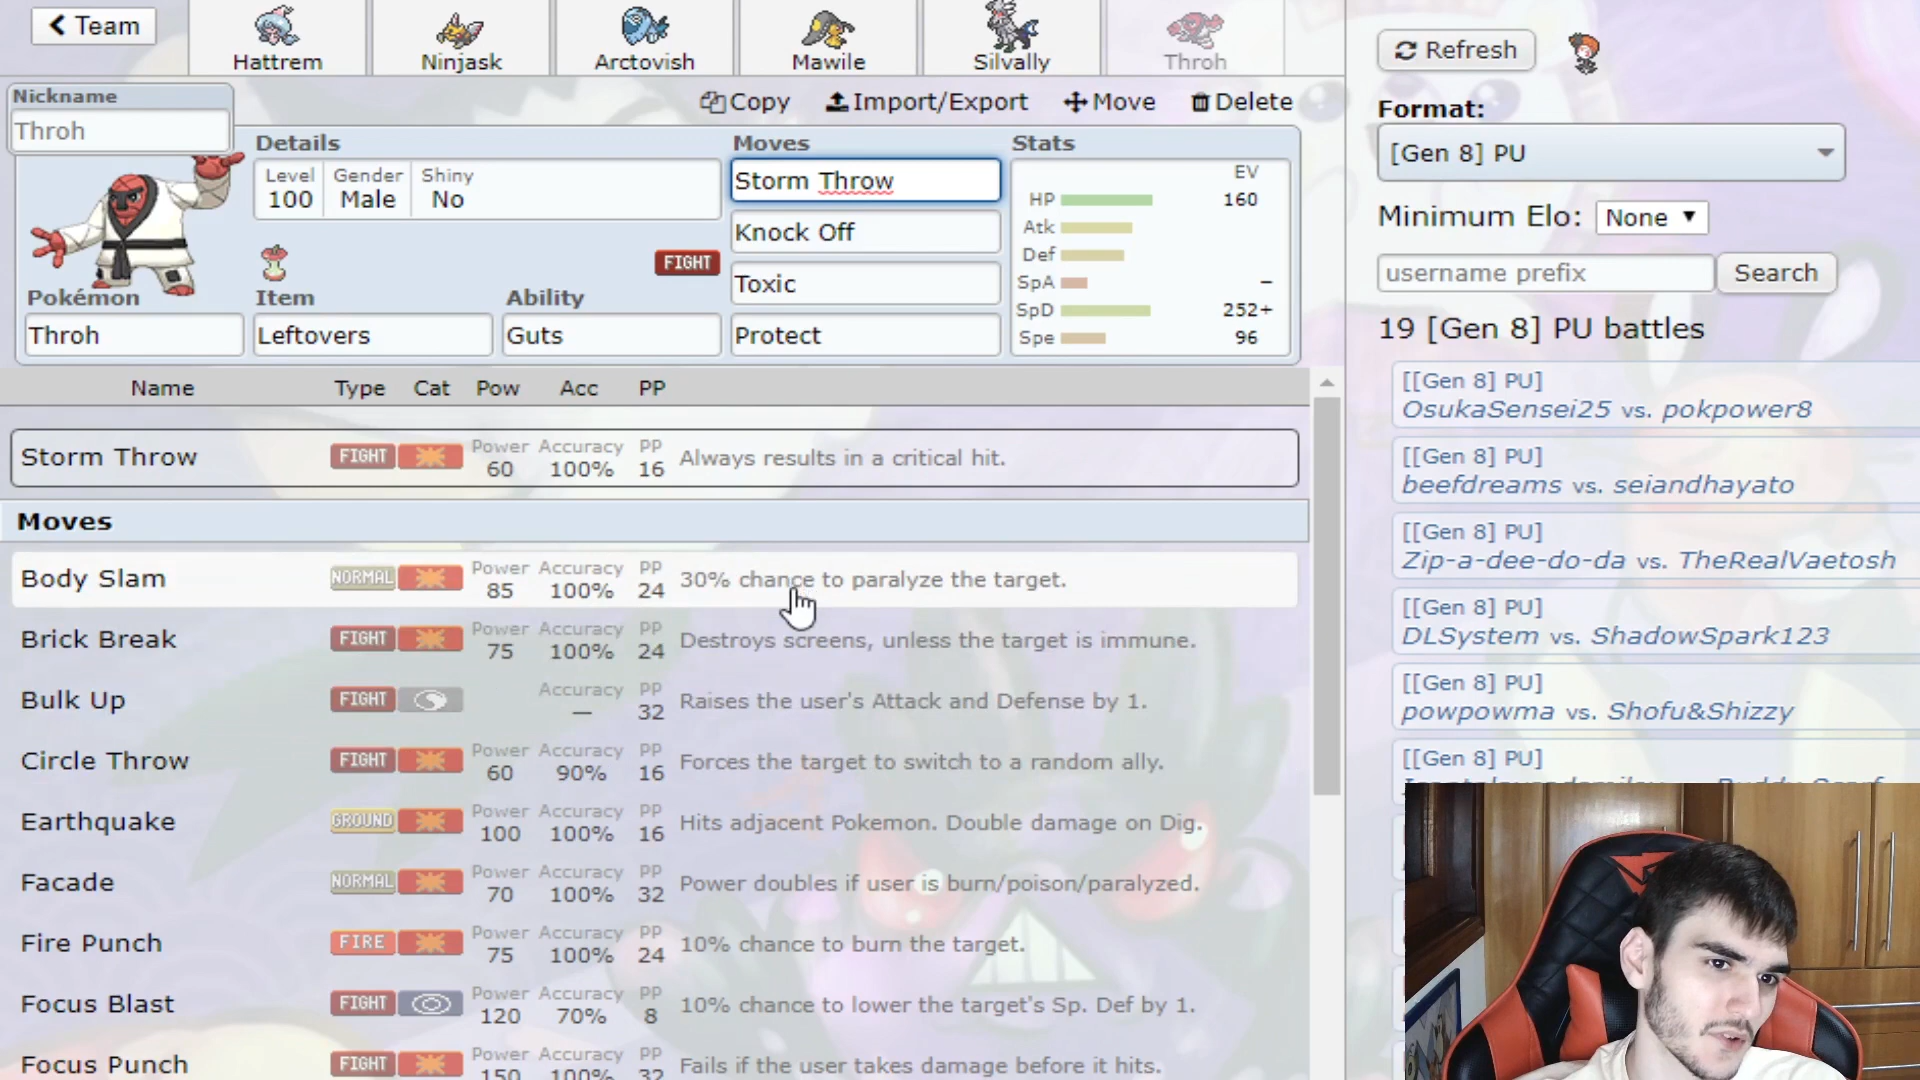 Team
Hattrem
Ninjask
Arctovish
Mawile
Silvally
Throh
Copy Import/Export Move Delete
Nickname
Throh
Details
Level Gender Shiny
100 Male No
FIGHT
Pokémon Item Ability
Throh Leftovers Guts
Moves
Storm Throw
Knock Off
Toxic
Protect
Stats
EV
HP 160
Atk
Def
SpA –
SpD 252+
Spe 96
Name Type Cat Pow Acc PP
Storm Throw FIGHT Power 60 Accuracy 100% PP 16 Always results in a critical hit.
Moves
Body Slam NORMAL Power 85 Accuracy 100% PP 24 30% chance to paralyze the target.
Brick Break FIGHT Power 75 Accuracy 100% PP 24 Destroys screens, unless the target is immune.
Bulk Up FIGHT Accuracy — PP 32 Raises the user's Attack and Defense by 1.
Circle Throw FIGHT Power 60 Accuracy 90% PP 16 Forces the target to switch to a random ally.
Earthquake GROUND Power 100 Accuracy 100% PP 16 Hits adjacent Pokemon. Double damage on Dig.
Facade NORMAL Power 70 Accuracy 100% PP 32 Power doubles if user is burn/poison/paralyzed.
Fire Punch FIRE Power 75 Accuracy 100% PP 24 10% chance to burn the target.
Focus Blast FIGHT Power 120 Accuracy 70% PP 8 10% chance to lower the target's Sp. Def by 1.
Focus Punch FIGHT Power 150 Accuracy 100% PP 32 Fails if the user takes damage before it hits.
Refresh
Format:
[Gen 8] PU
Minimum Elo: None
username prefix Search
19 [Gen 8] PU battles
[[Gen 8] PU]
OsukaSensei25 vs. pokpower8
[[Gen 8] PU]
beefdreams vs. seiandhayato
[[Gen 8] PU]
Zip-a-dee-do-da vs. TheRealVaetosh
[[Gen 8] PU]
DLSystem vs. ShadowSpark123
[[Gen 8] PU]
powpowma vs. Shofu&Shizzy
[[Gen 8] PU]